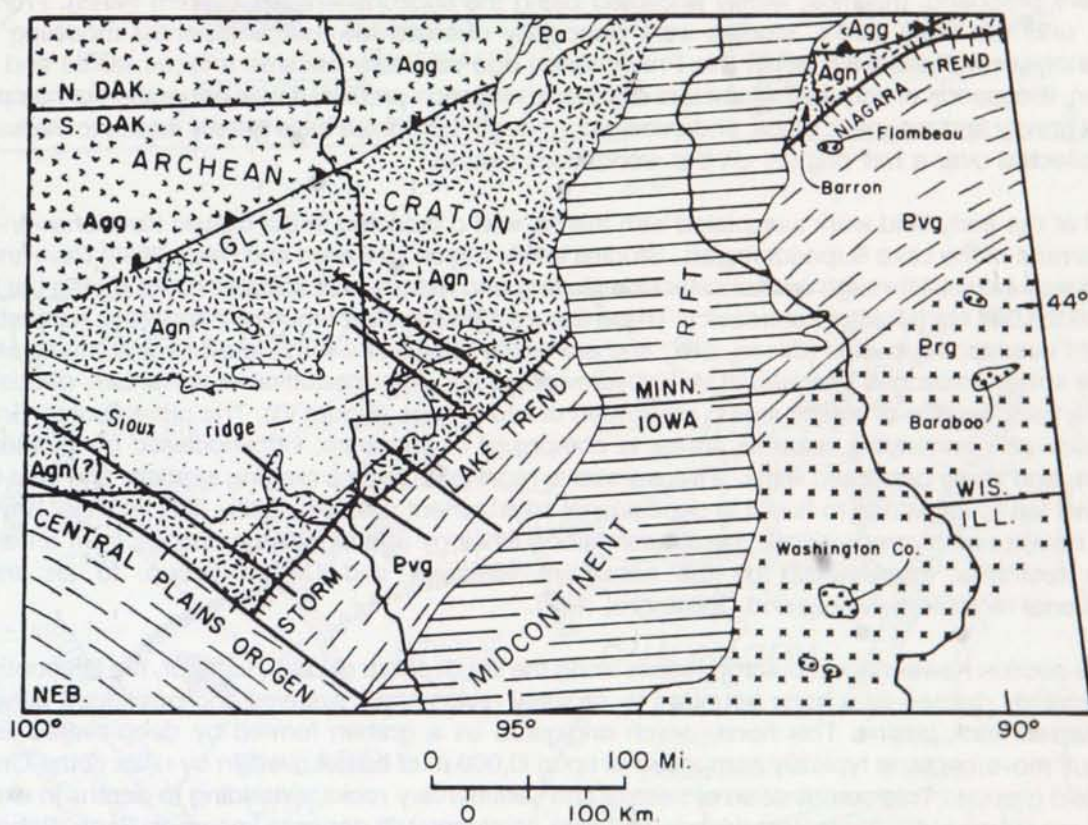 Pa
Agg
Agg
N. DAK.
S. DAK.
ARCHEAN
Agg
GLTZ
CRATON
Agn
Agn
Agn
NIAGARA TREND
Flambeau
Barron
Pvg
44°
RIFT
Prg
MINN.
IOWA
Baraboo
Sioux ridge
Agn(?)
STORM LAKE TREND
WIS.
ILL.
CENTRAL PLAINS OROGEN
Pvg
MIDCONTINENT
Washington Co.
NEB.
100°
95°
90°
0 100 Mi.
0 100 Km.